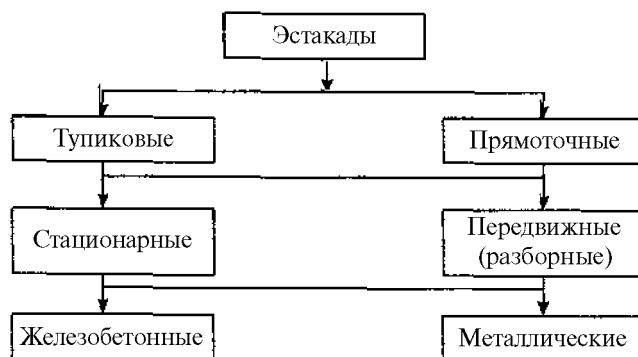 Эстакады
Тупиковые
Прямоточные
Стационарные
Передвижные
(разборные)
Железобетонные
Металлические